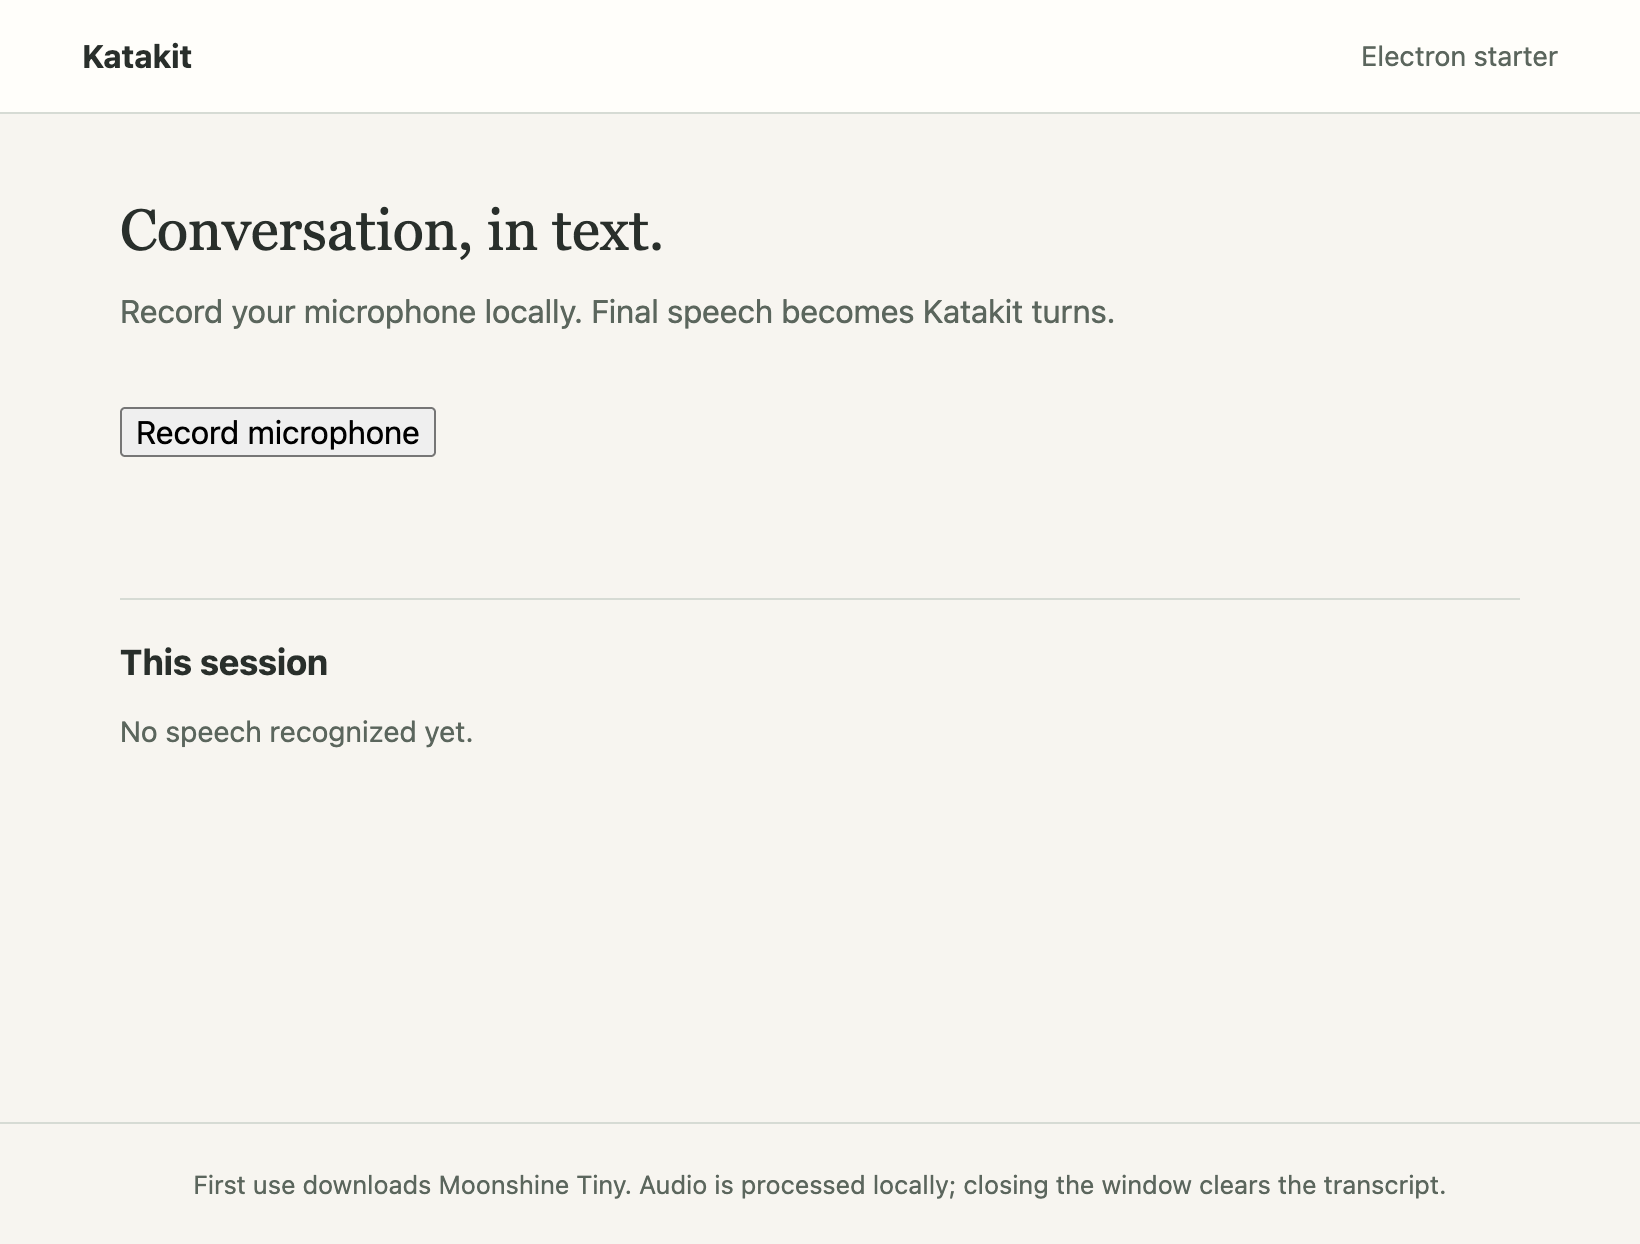 Katakit
Electron starter
Conversation, in text.
Record your microphone locally. Final speech becomes Katakit turns.
Record microphone
This session
No speech recognized yet.
First use downloads Moonshine Tiny. Audio is processed locally; closing the window clears the transcript.